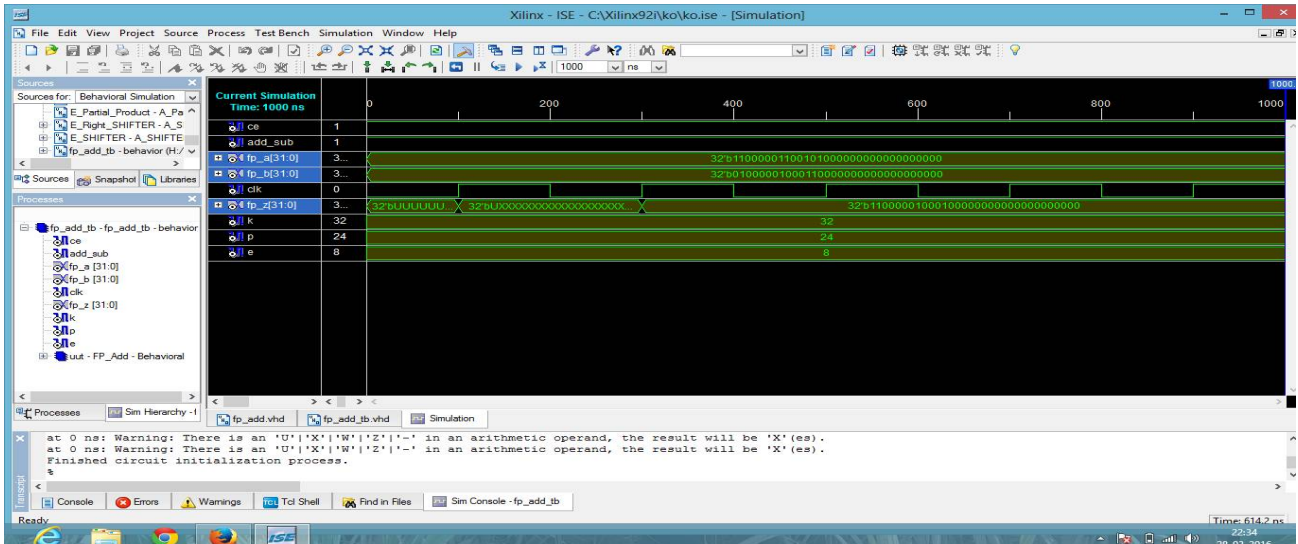 Xilinx - ISE - C:\Xilinx92i\ko\ko.ise - [Simulation]
File Edit View Project Source Process Test Bench Simulation Window Help
1000 ns
Sources
Sources for: Behavioral Simulation
E_Partial_Product - A_Pa
E_Right_SHIFTER - A_S
E_SHIFTER - A_SHIFTE
fp_add_tb - behavior (H:/
Sources Snapshot Libraries
Processes
fp_add_tb - fp_add_tb - behavior
ce
add_sub
fp_a [31:0]
fp_b [31:0]
clk
fp_z [31:0]
k
p
e
uut - FP_Add - Behavioral
Processes Sim Hierarchy - f
Current Simulation
Time: 1000 ns
0 200 400 600 800 1000
1000.
ce 1
add_sub 1
fp_a[31:0] 3...
fp_b[31:0] 3...
clk 0
fp_z[31:0] 3... 32'bUUUUUU... 32'bUXXXXXXXXXXXXXXXXXXX...
k 32 32
p 24 24
e 8 8
fp_add.vhd fp_add_tb.vhd Simulation
at 0 ns: Warning: There is an 'U'|'X'|'W'|'Z'|'-' in an arithmetic operand, the result will be 'X'(es).
at 0 ns: Warning: There is an 'U'|'X'|'W'|'Z'|'-' in an arithmetic operand, the result will be 'X'(es).
Finished circuit initialization process.
%
Transcript
Console Errors Warnings Tcl Shell Find in Files Sim Console - fp_add_tb
Ready
Time: 614.2 ns
ISE
22:34